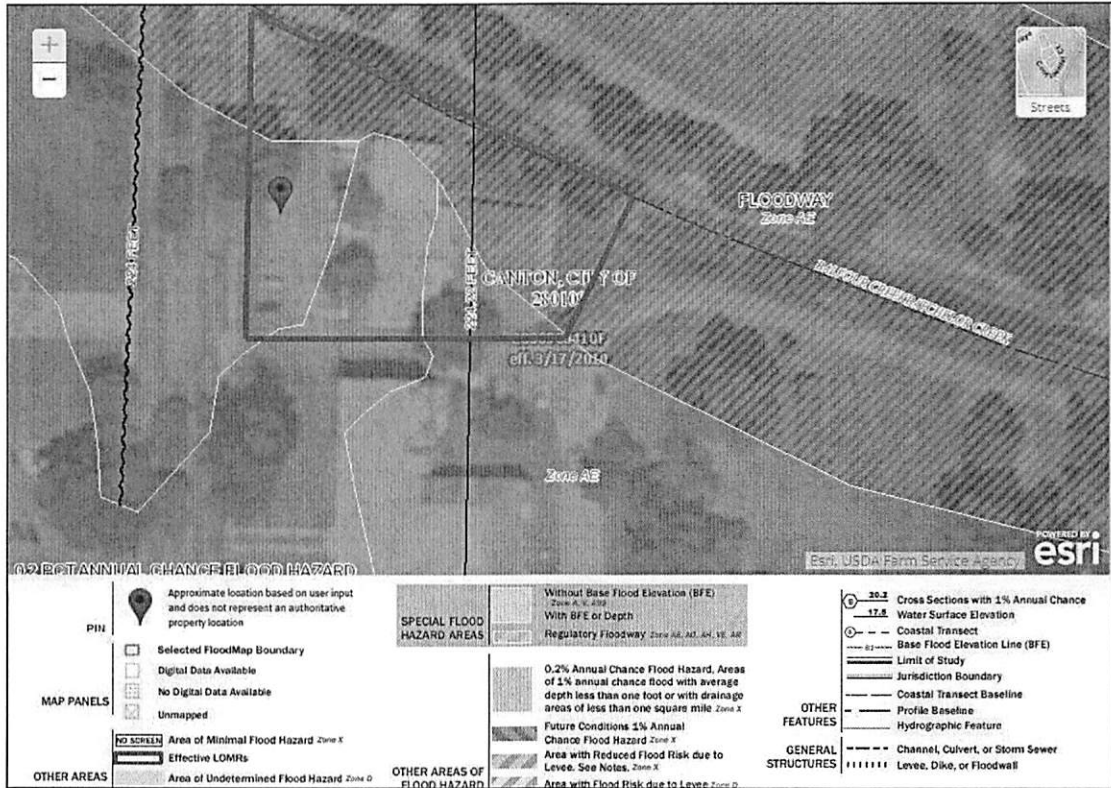 +
−
Streets
FLOODWAY
Zone AE
224 FEET
CANTON, CITY OF
eff. 3/17/2010
Zone AE
0.2 PCT ANNUAL CHANCE FLOOD HAZARD
Esri, USDA Farm Service Agency
POWERED BY
esri
PIN
Approximate location based on user input
and does not represent an authoritative
property location
MAP PANELS
Selected FloodMap Boundary
Digital Data Available
No Digital Data Available
Unmapped
OTHER AREAS
NO SCREEN Area of Minimal Flood Hazard Zone X
Effective LOMRs
Area of Undetermined Flood Hazard Zone D
SPECIAL FLOOD
HAZARD AREAS
Without Base Flood Elevation (BFE)
Zone A, V, A99
With BFE or Depth
Regulatory Floodway Zone AE, AO, AH, VE, AR
OTHER AREAS OF
FLOOD HAZARD
0.2% Annual Chance Flood Hazard, Areas
of 1% annual chance flood with average
depth less than one foot or with drainage
areas of less than one square mile Zone X
Future Conditions 1% Annual
Chance Flood Hazard Zone X
Area with Reduced Flood Risk due to
Levee. See Notes. Zone X
Area with Flood Risk due to Levee Zone D
OTHER
FEATURES
20.2 Cross Sections with 1% Annual Chance
17.5 Water Surface Elevation
Coastal Transect
Base Flood Elevation Line (BFE)
Limit of Study
Jurisdiction Boundary
Coastal Transect Baseline
Profile Baseline
Hydrographic Feature
GENERAL
STRUCTURES
Channel, Culvert, or Storm Sewer
Levee, Dike, or Floodwall